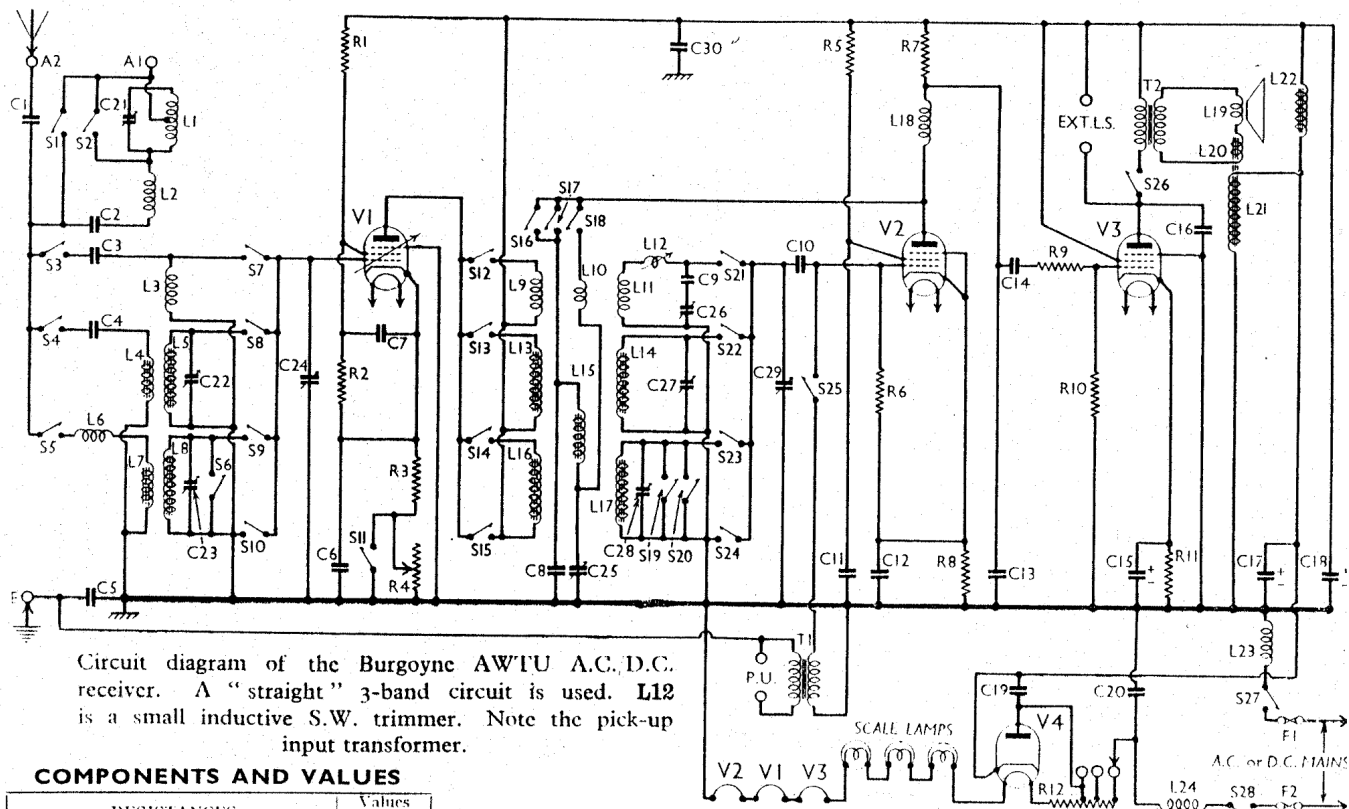 A2
A1
R1
C30
R5
R7
C1
S1
S2
C21
L1
L18
EXT.L.S.
T2
L19
L22
L20
L2
C2
C3
S3
S7
V1
S17
S16
S18
V2
V3
S26
L21
C16
L12
L10
C10
S21
C9
R9
C14
L3
S12
L9
L11
C26
C4
S4
S8
C7
S13
S22
L4
L5
C22
C24
R2
L13
L15
L14
C27
C29
S25
R6
R10
S5
L6
L7
L8
S6
S9
R3
S14
L16
S23
L17
C23
S10
C6
S11
R4
S15
C8
C25
C28
S19
S20
S24
C11
C12
R8
C13
C15
R11
C17
C18
E
C5
Circuit diagram of the Burgoyne AWTU A.C./D.C.
receiver. A "straight" 3-band circuit is used. L12
is a small inductive S.W. trimmer. Note the pick-up
input transformer.
P.U.
T1
C19
V4
C20
L23
S27
F1
SCALE LAMPS
A.C. or D.C. MAINS
COMPONENTS AND VALUES
V2
V1
V3
R12
L24
S28
F2
RESISTANCES
Values